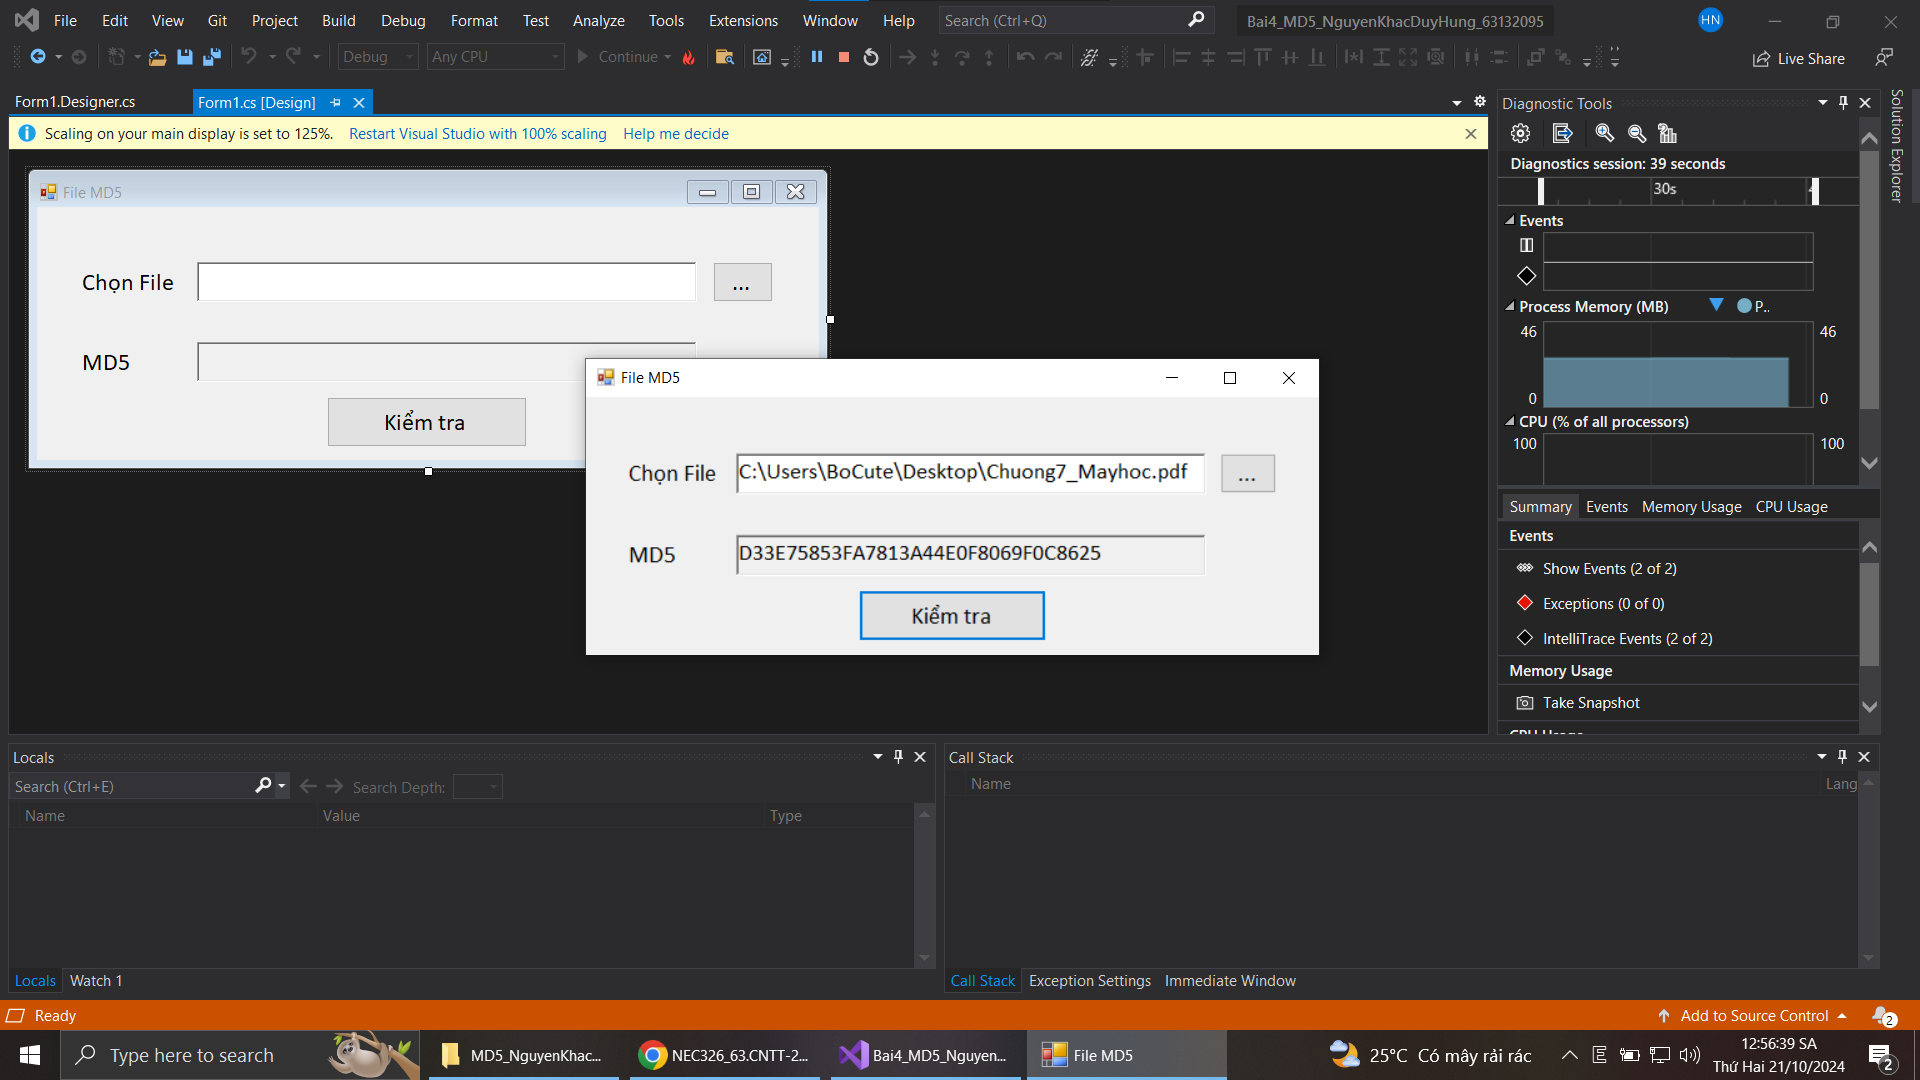 File Edit View Git Project Build Debug Format Test Analyze Tools Extensions Window Help Search (Ctrl+Q) Bai4_MD5_NguyenKhacDuyHung_63132095 HN
Debug Any CPU Continue Live Share
Form1.Designer.cs Form1.cs [Design]
Scaling on your main display is set to 125%. Restart Visual Studio with 100% scaling Help me decide
File MD5
Chọn File ...
MD5
Kiểm tra
File MD5
Chọn File C:\Users\BoCute\Desktop\Chuong7_Mayhoc.pdf ...
MD5 D33E75853FA7813A44E0F8069F0C8625
Kiểm tra
Diagnostic Tools
Diagnostics session: 39 seconds
30s
Events
Process Memory (MB) P..
46 46
0 0
CPU (% of all processors)
100 100
Summary Events Memory Usage CPU Usage
Events
Show Events (2 of 2)
Exceptions (0 of 0)
IntelliTrace Events (2 of 2)
Memory Usage
Take Snapshot
CPU Usage
Solution Explorer
Locals
Search (Ctrl+E) Search Depth:
Name Value Type
Locals Watch 1
Call Stack
Name Lang
Call Stack Exception Settings Immediate Window
Ready Add to Source Control 2
Type here to search MD5_NguyenKhac... NEC326_63.CNTT-2... Bai4_MD5_Nguyen... File MD5 25°C Có mây rải rác E 12:56:39 SA
Thứ Hai 21/10/2024 2